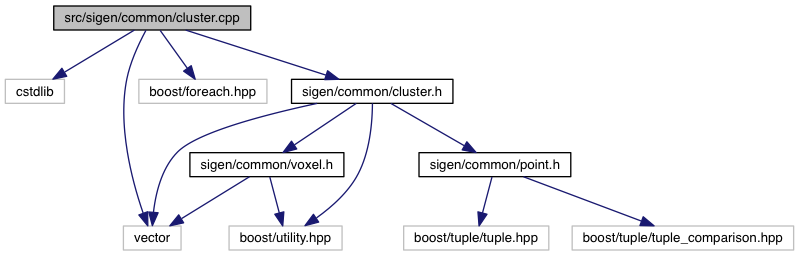 src/sigen/common/cluster.cpp
cstdlib
boost/foreach.hpp
sigen/common/cluster.h
sigen/common/voxel.h
sigen/common/point.h
vector
boost/utility.hpp
boost/tuple/tuple.hpp
boost/tuple/tuple_comparison.hpp